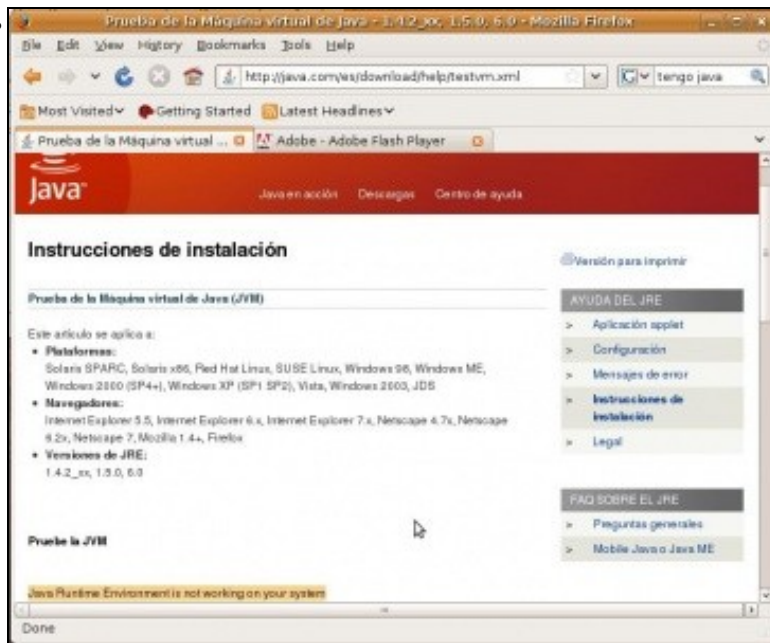 Prueba de la Máquina virtual de Java - 1.4.2_xx, 1.5.0, 6.0 - Mozilla Firefox
File Edit View History Bookmarks Tools Help
http://java.com/es/download/help/testvm.xml
tengo java
Most Visited Getting Started Latest Headlines
Prueba de la Máquina virtual ... Adobe - Adobe Flash Player
Java
Java en acción Descargas Centro de ayuda
Instrucciones de instalación
Versión para imprimir
Prueba de la Máquina virtual de Java (JVM)
AYUDA DEL JRE
Aplicación applet
Configuración
Mensajes de error
Instrucciones de
instalación
Legal
Este artículo se aplica a:
Plataformas:
Solaris SPARC, Solaris x86, Red Hat Linux, SUSE Linux, Windows 98, Windows ME,
Windows 2000 (SP4+), Windows XP (SP1 SP2), Vista, Windows 2003, JDS
Navegadores:
Internet Explorer 5.5, Internet Explorer 6.x, Internet Explorer 7.x, Netscape 4.7x, Netscape
6.2x, Netscape 7, Mozilla 1.4+, Firefox
Versiones de JRE:
1.4.2_xx, 1.5.0, 6.0
FAQ SOBRE EL JRE
Preguntas generales
Mobile Java o Java ME
Pruebe la JVM
Java Runtime Environment is not working on your system
Done